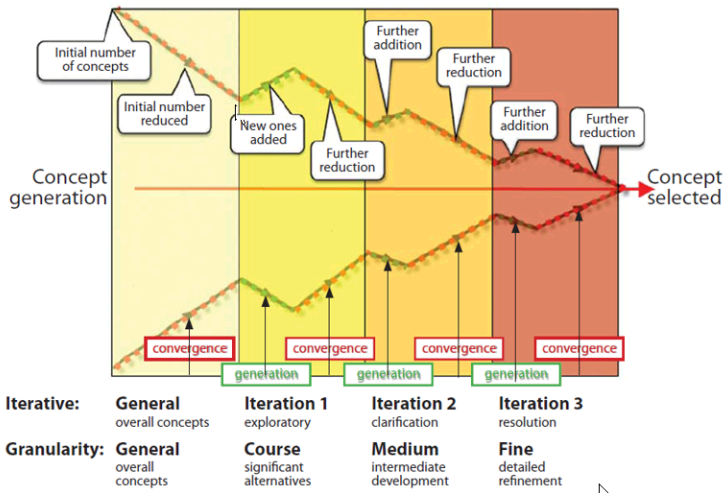 Initial number
of concepts
Initial number
reduced
New ones
added
Further
reduction
Further
addition
Further
reduction
Further
addition
Further
reduction
Concept
generation
Concept
selected
convergence
convergence
convergence
convergence
generation
generation
generation
Iterative: General Iteration 1 Iteration 2 Iteration 3
overall concepts exploratory clarification resolution
Granularity: General Course Medium Fine
overall significant intermediate detailed
concepts alternatives development refinement